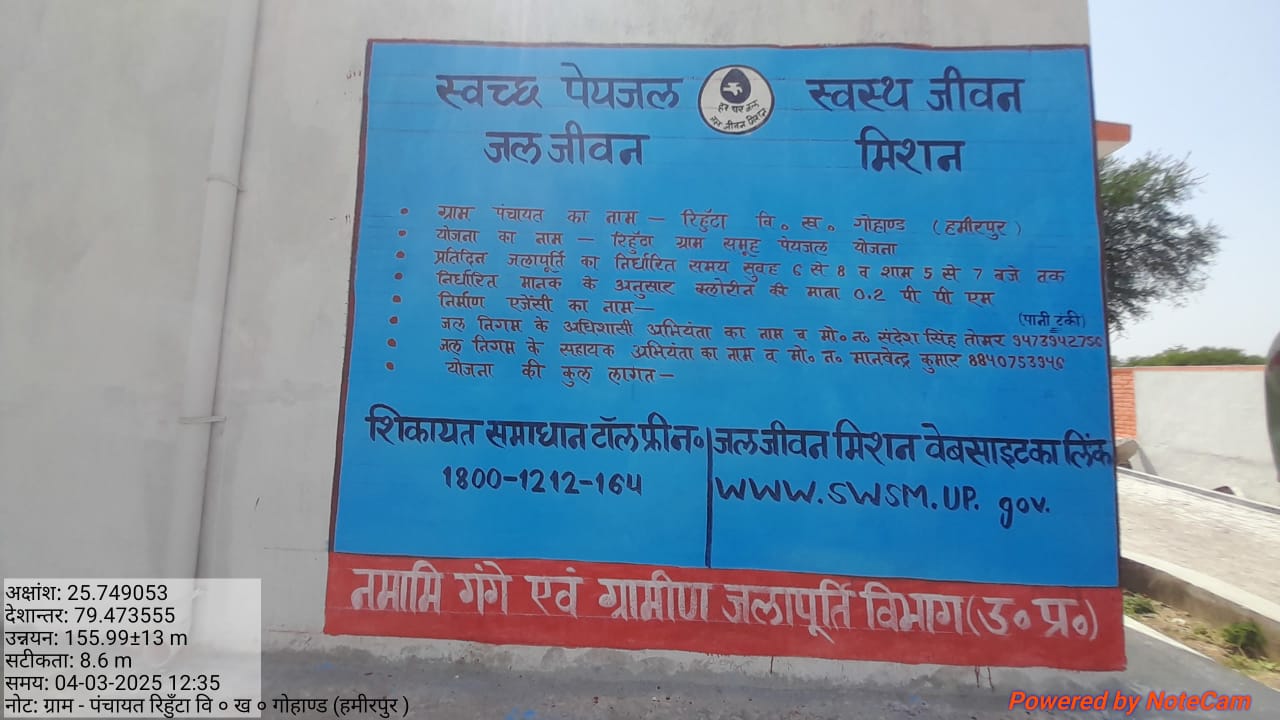 स्वच्छ पेयजल
स्वस्थ जीवन
हर घर जल
जल जीवन मिशन
जल जीवन
मिशन
• ग्राम पंचायत का नाम – रिहुँटा वि० ख० गोहाण्ड (हमीरपुर)
• योजना का नाम – रिहुँटा ग्राम समूह पेयजल योजना
• प्रतिदिन जलापूर्ति का निर्धारित समय सुवह 6 से 8 व शाम 5 से 7 बजे तक
• निर्धारित मानक के अनुसार क्लोरीन की मात्रा 0.2 पी पी एम
• निर्माण एजेंसी का नाम–
(पानी टंकी)
• जल निगम के अधिशासी अभियंता का नाम व मो० न० संदेश सिंह तोमर 9473942756
• जल निगम के सहायक अभियंता का नाम व मो० न० मानवेन्द्र कुमार 8840753946
• योजना की कुल लागत–
शिकायत समाधान टॉल फ्री न०
1800-1212-164
जल जीवन मिशन वेबसाइट का लिंक
WWW.SWSM.UP. gov.
नमामि गंगे एवं ग्रामीण जलापूर्ति विभाग (उ० प्र०)
अक्षांश: 25.749053
देशान्तर: 79.473555
उन्नयन: 155.99±13 m
सटीकता: 8.6 m
समय: 04-03-2025 12:35
नोट: ग्राम - पंचायत रिहुँटा वि ० ख ० गोहाण्ड (हमीरपुर )
Powered by NoteCam